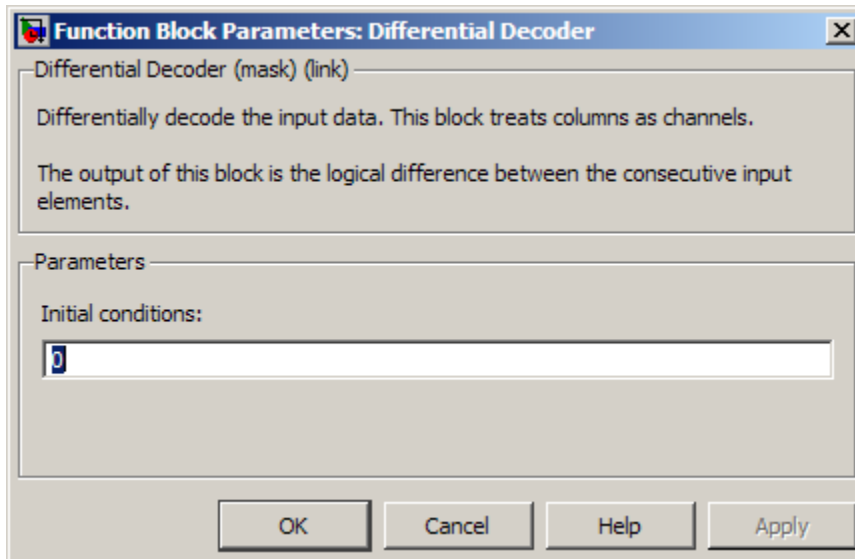 Function Block Parameters: Differential Decoder
Differential Decoder (mask) (link)
Differentially decode the input data. This block treats columns as channels.
The output of this block is the logical difference between the consecutive input
elements.
Parameters
Initial conditions:
0
OK Cancel Help Apply